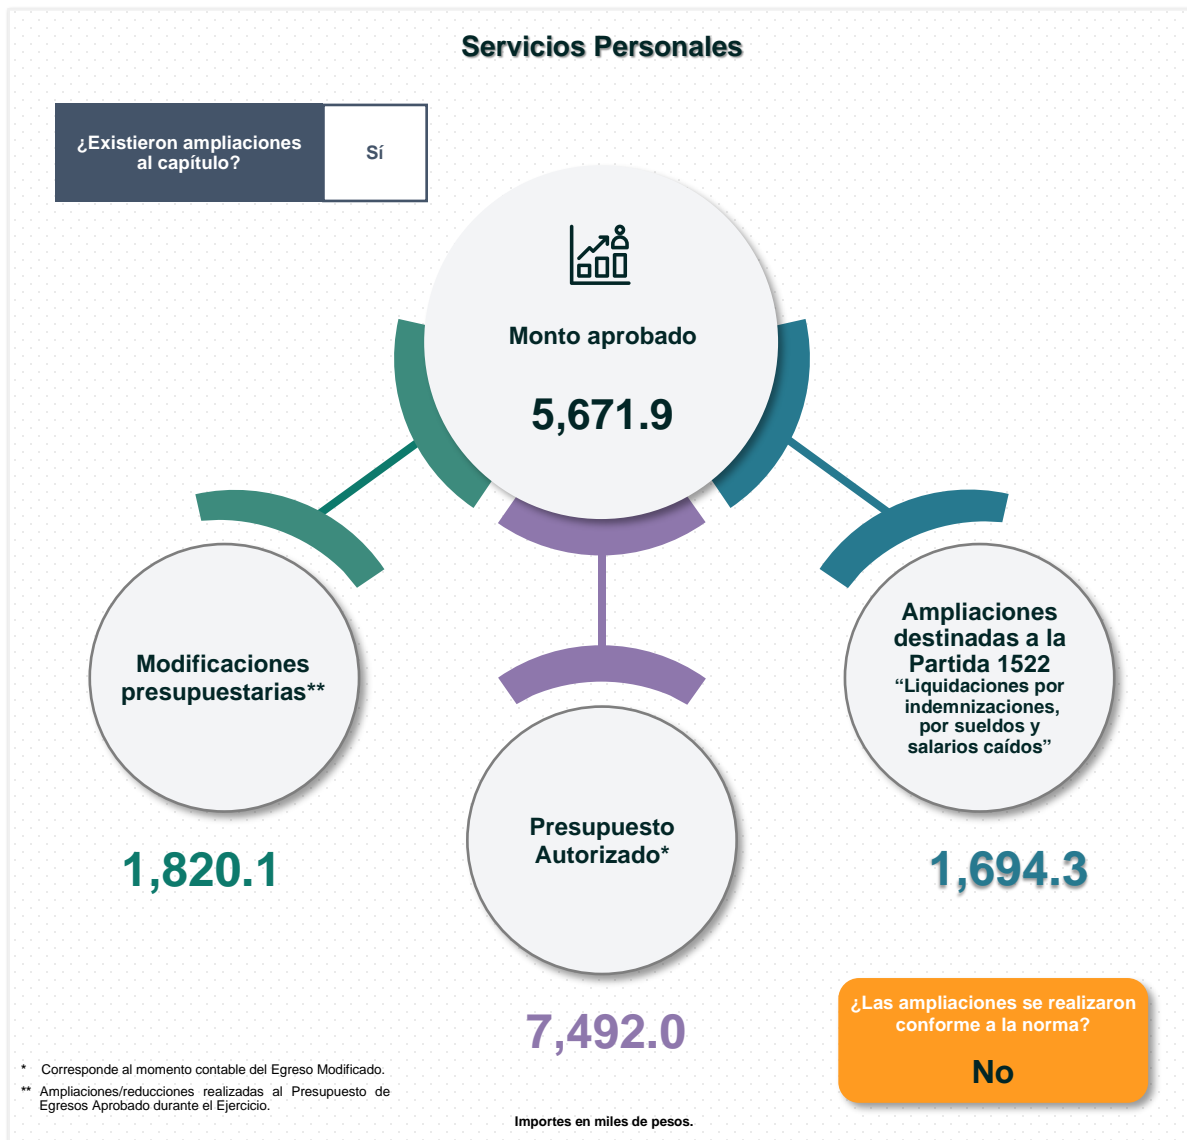 Servicios Personales
¿Existieron ampliaciones
al capítulo?
Sí
Monto aprobado
5,671.9
Modificaciones
presupuestarias**
1,820.1
Presupuesto
Autorizado*
7,492.0
Ampliaciones
destinadas a la
Partida 1522
“Liquidaciones por
indemnizaciones,
por sueldos y
salarios caídos”
1,694.3
¿Las ampliaciones se realizaron
conforme a la norma?
No
* Corresponde al momento contable del Egreso Modificado.
** Ampliaciones/reducciones realizadas al Presupuesto de
Egresos Aprobado durante el Ejercicio.
Importes en miles de pesos.